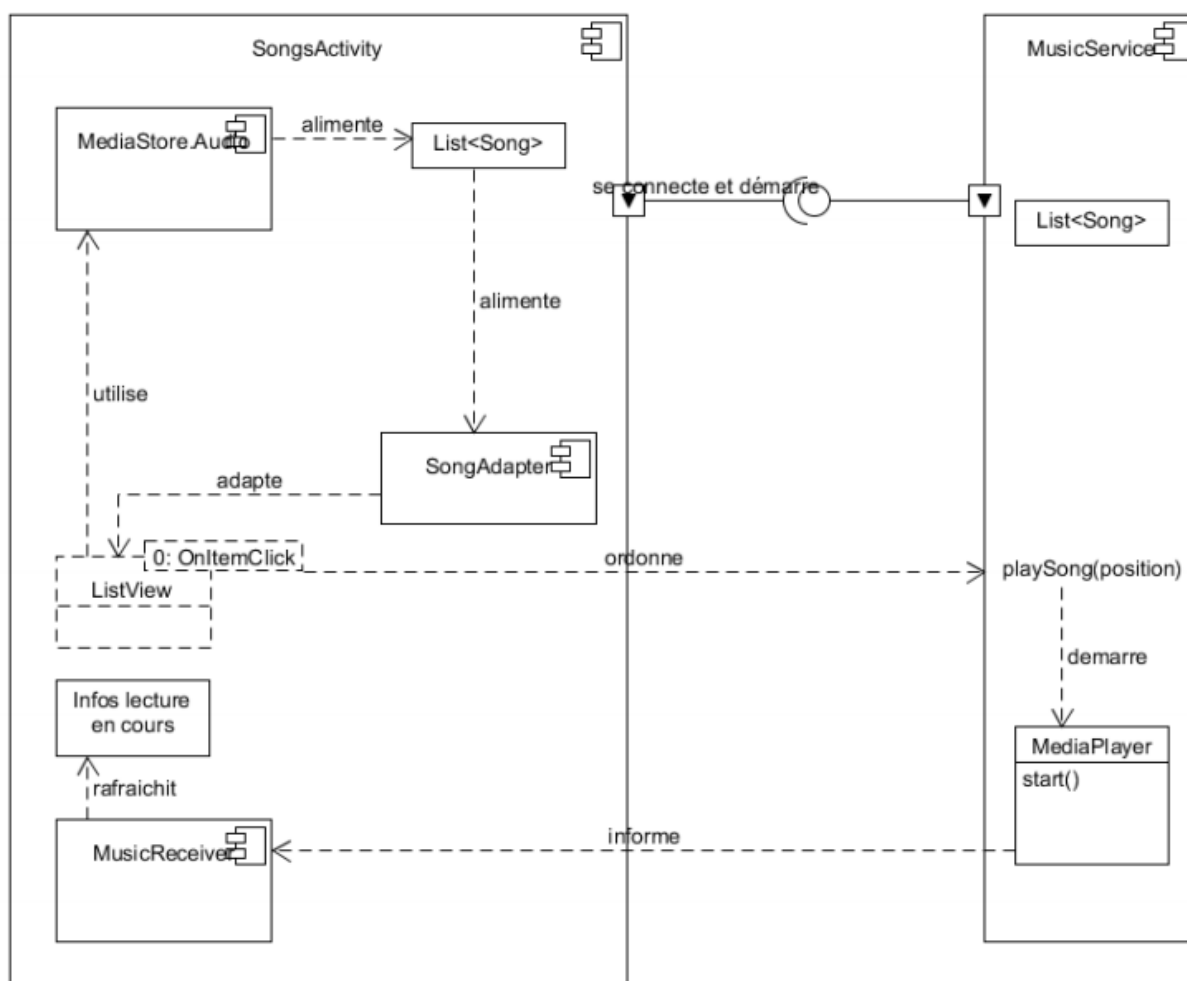 SongsActivity
MusicService
MediaStore.Audio
alimente
List<Song>
se connecte et démarre
List<Song>
alimente
utilise
SongAdapter
adapte
0: OnItemClick
ListView
ordonne
playSong(position)
demarre
Infos lecture
en cours
rafraichit
MediaPlayer
start()
MusicReceiver
informe